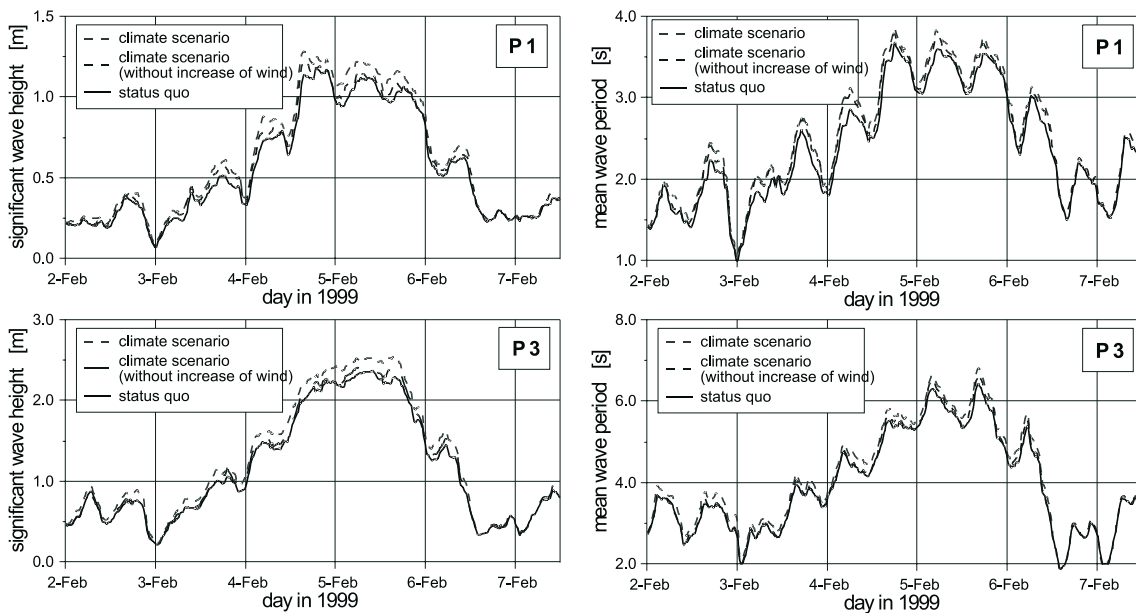 significant wave height [m]
1.5
1.0
0.5
0.0
climate scenario
climate scenario
(without increase of wind)
status quo
P 1
2-Feb 3-Feb 4-Feb 5-Feb 6-Feb 7-Feb
day in 1999
mean wave period [s]
4.0
3.0
2.0
1.0
climate scenario
climate scenario
(without increase of wind)
status quo
P 1
2-Feb 3-Feb 4-Feb 5-Feb 6-Feb 7-Feb
day in 1999
significant wave height [m]
3.0
2.0
1.0
0.0
climate scenario
climate scenario
(without increase of wind)
status quo
P 3
2-Feb 3-Feb 4-Feb 5-Feb 6-Feb 7-Feb
day in 1999
mean wave period [s]
8.0
6.0
4.0
2.0
climate scenario
climate scenario
(without increase of wind)
status quo
P 3
2-Feb 3-Feb 4-Feb 5-Feb 6-Feb 7-Feb
day in 1999